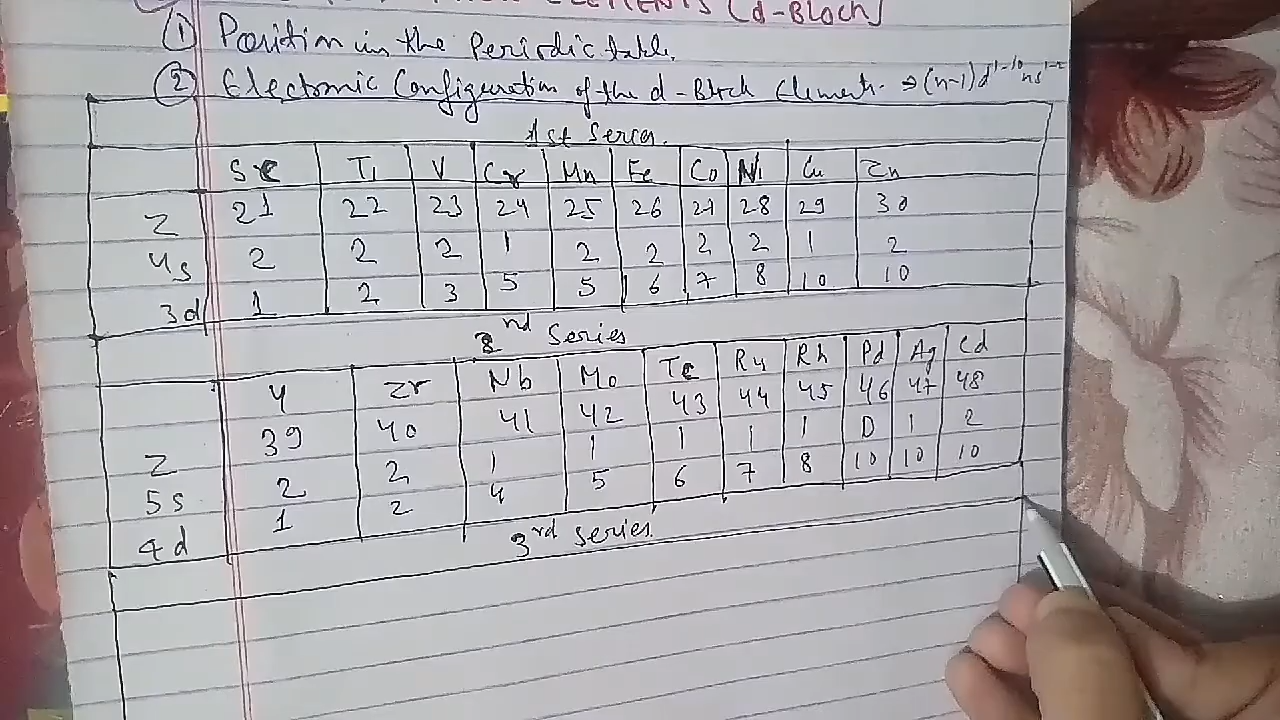 ELEMENTS (d-Bloch)
① Position in the Periodic table.
② Electronic Configuration of the d-Block Elements. ⇒ (n-1)d¹⁻¹⁰ns¹⁻²
1st Series.
Sc Ti V Cr Mn Fe Co Ni Cu Zn
Z 21 22 23 24 25 26 27 28 29 30
4s 2 2 2 1 2 2 2 2 1 2
3d 1 2 3 5 5 6 7 8 10 10
2nd Series
Y Zr Nb Mo Tc Ru Rh Pd Ag Cd
Z 39 40 41 42 43 44 45 46 47 48
5s 2 2 1 1 1 1 1 0 1 2
4d 1 2 4 5 6 7 8 10 10 10
3rd series.